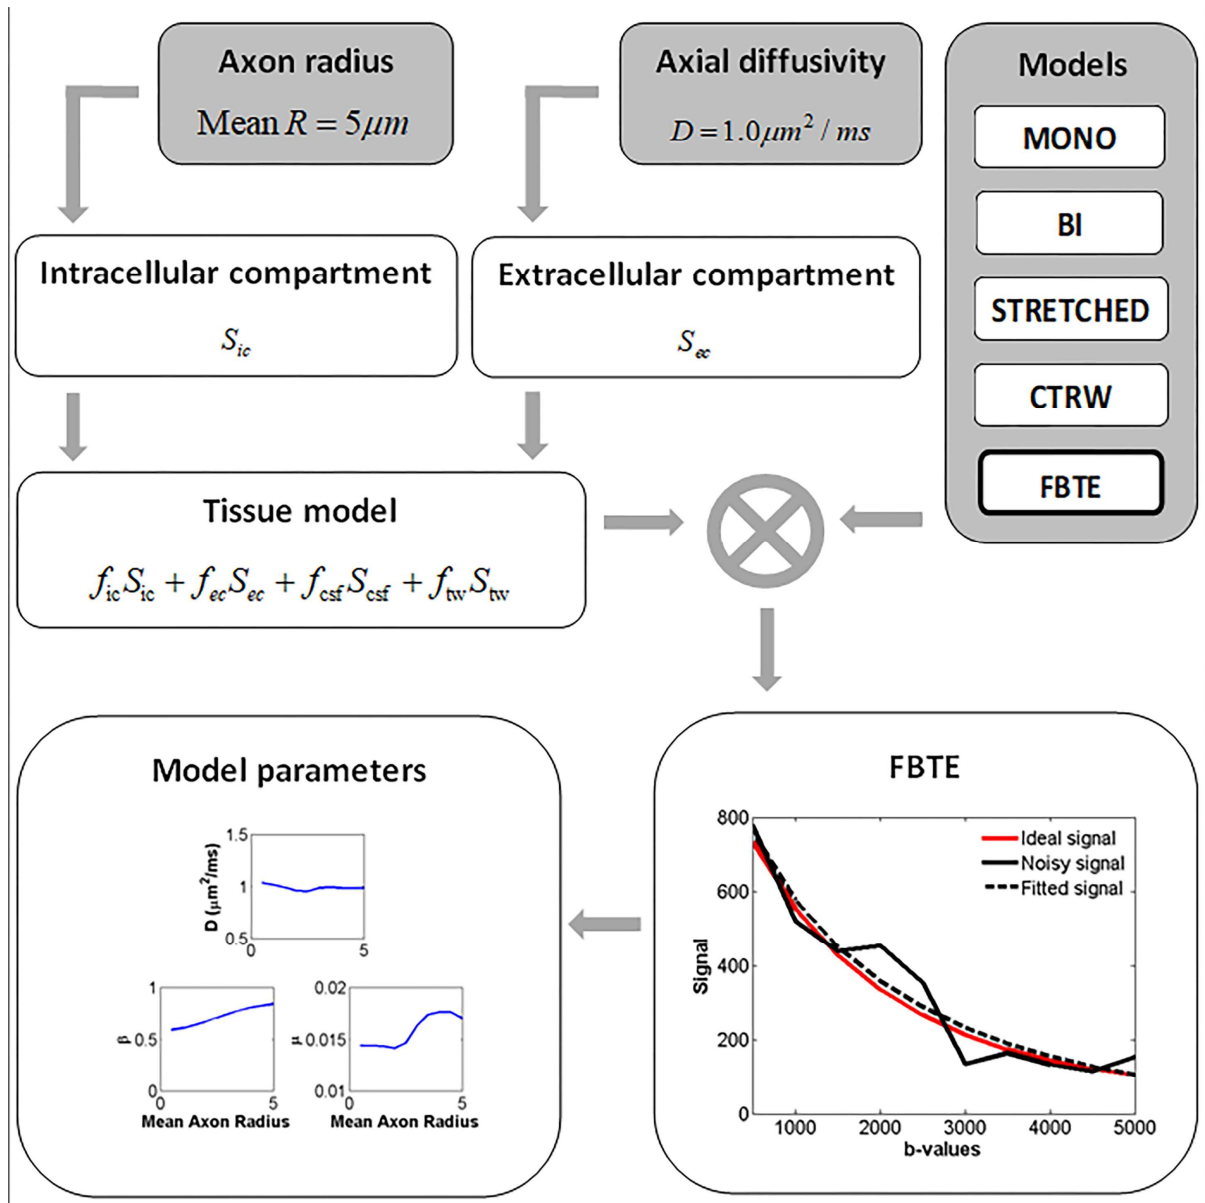 Axon radius
Mean R = 5μm
Axial diffusivity
D = 1.0μm² / ms
Models
MONO
BI
STRETCHED
CTRW
FBTE
Intracellular compartment
S_ic
Extracellular compartment
S_ec
Tissue model
f_ic S_ic + f_ec S_ec + f_csf S_csf + f_tw S_tw
Model parameters
1.5
1
0.5
D (μm²/ms)
0 5
1
0.5
0
β
0 5
Mean Axon Radius
0.02
0.015
0.01
μ
0 5
Mean Axon Radius
FBTE
800
600
400
200
0
Signal
Ideal signal
Noisy signal
Fitted signal
1000 2000 3000 4000 5000
b-values